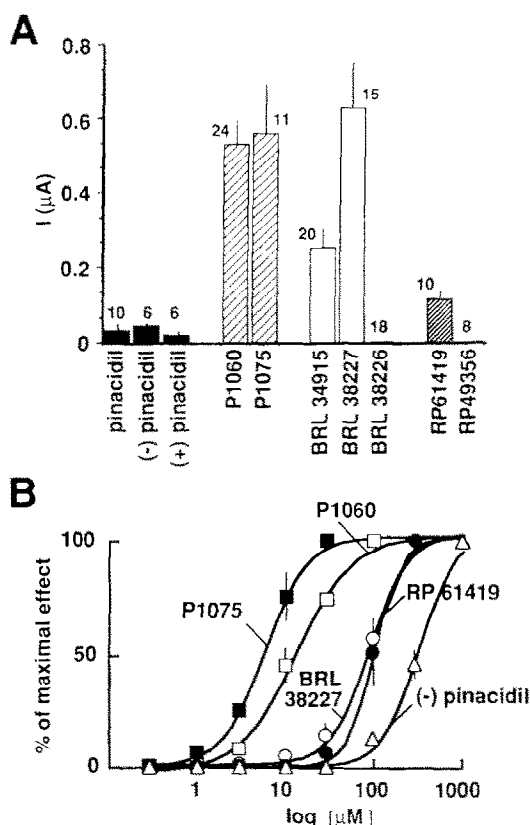 A
I (μA)
0.8
0.6
0.4
0.2
0
10
6
6
24
11
20
15
18
10
8
pinacidil
(-) pinacidil
(+) pinacidil
P1060
P1075
BRL 34915
BRL 38227
BRL 38226
RP61419
RP49356
B
% of maximal effect
100
50
0
P1060
P1075
RP 61419
BRL
38227
(-) pinacidil
1
10
100
1000
log [μM]